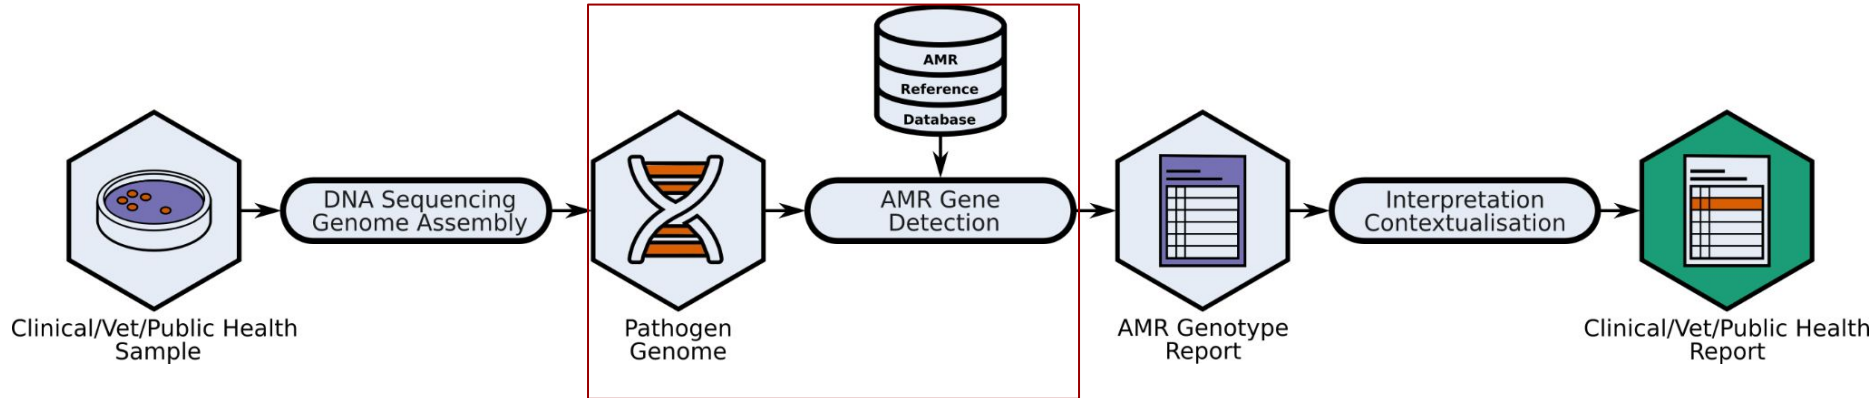 AMR
Reference
Database
DNA Sequencing
Genome Assembly
AMR Gene
Detection
Interpretation
Contextualisation
Clinical/Vet/Public Health
Sample
Pathogen
Genome
AMR Genotype
Report
Clinical/Vet/Public Health
Report